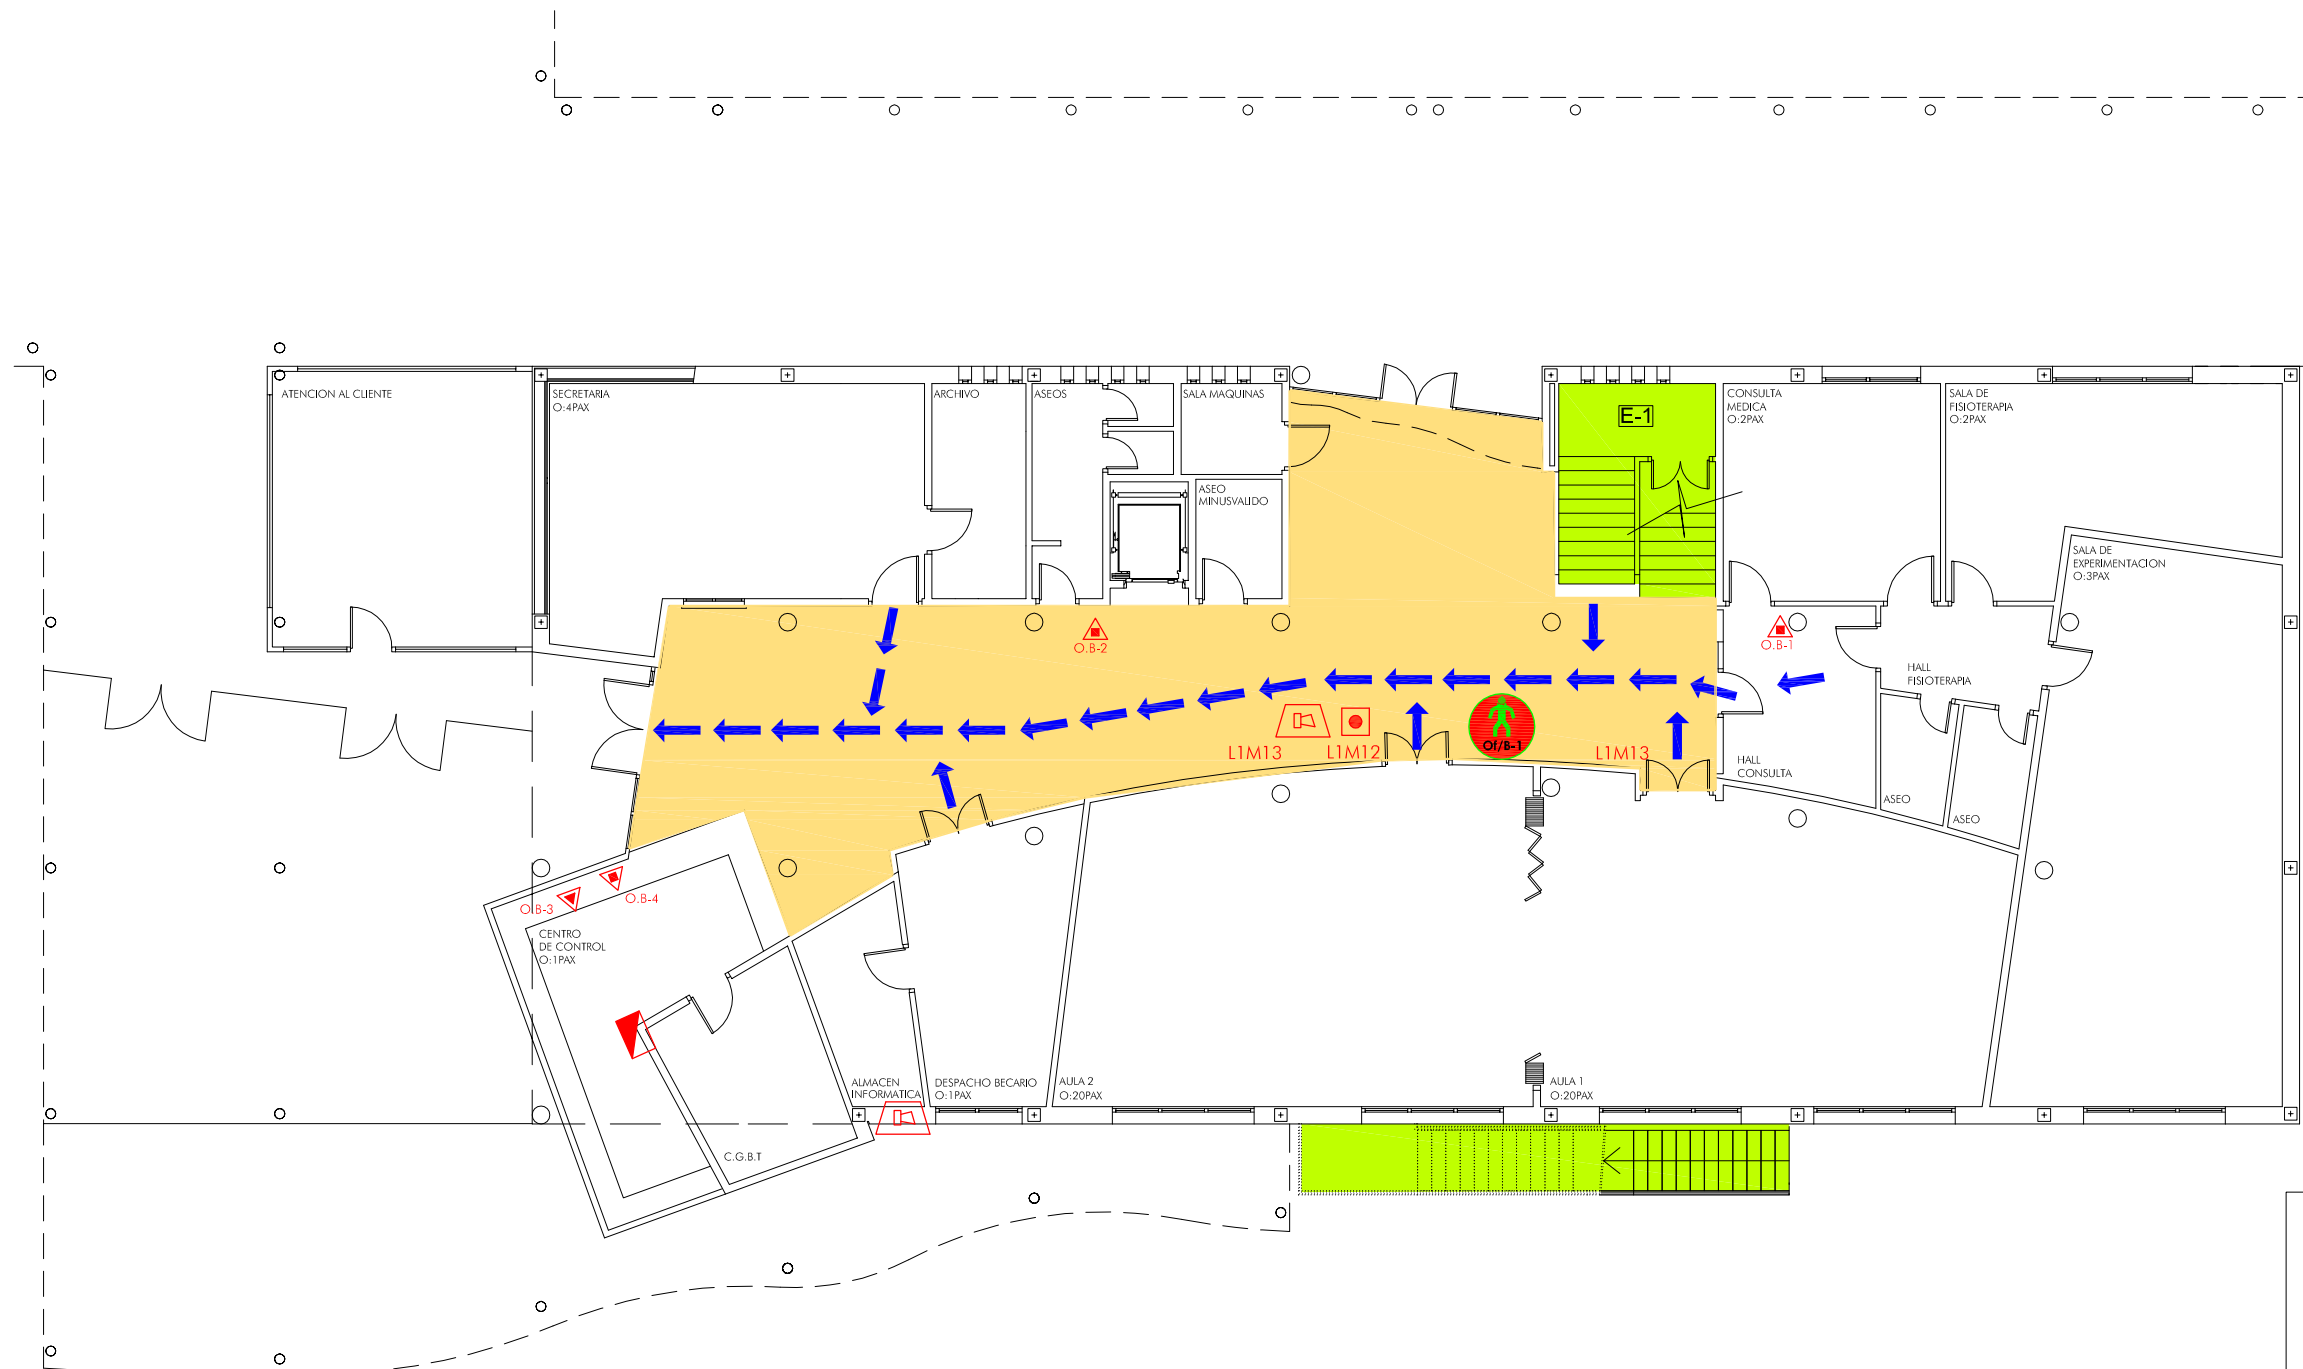 ATENCION AL CLIENTE
SECRETARIA
O:4PAX
ARCHIVO
ASEOS
SALA MAQUINAS
ASEO
MINUSVALIDO
E-1
CONSULTA
MEDICA
O:2PAX
SALA DE
FISIOTERAPIA
O:2PAX
SALA DE
EXPERIMENTACION
O:3PAX
O.B-2
O.B-1
HALL
FISIOTERAPIA
L1M13
L1M12
Of/B-1
L1M13
HALL
CONSULTA
ASEO
ASEO
O.B-3
O.B-4
CENTRO
DE CONTROL
O:1PAX
ALMACEN
INFORMATICA
DESPACHO BECARIO
O:1PAX
AULA 2
O:20PAX
AULA 1
O:20PAX
C.G.B.T